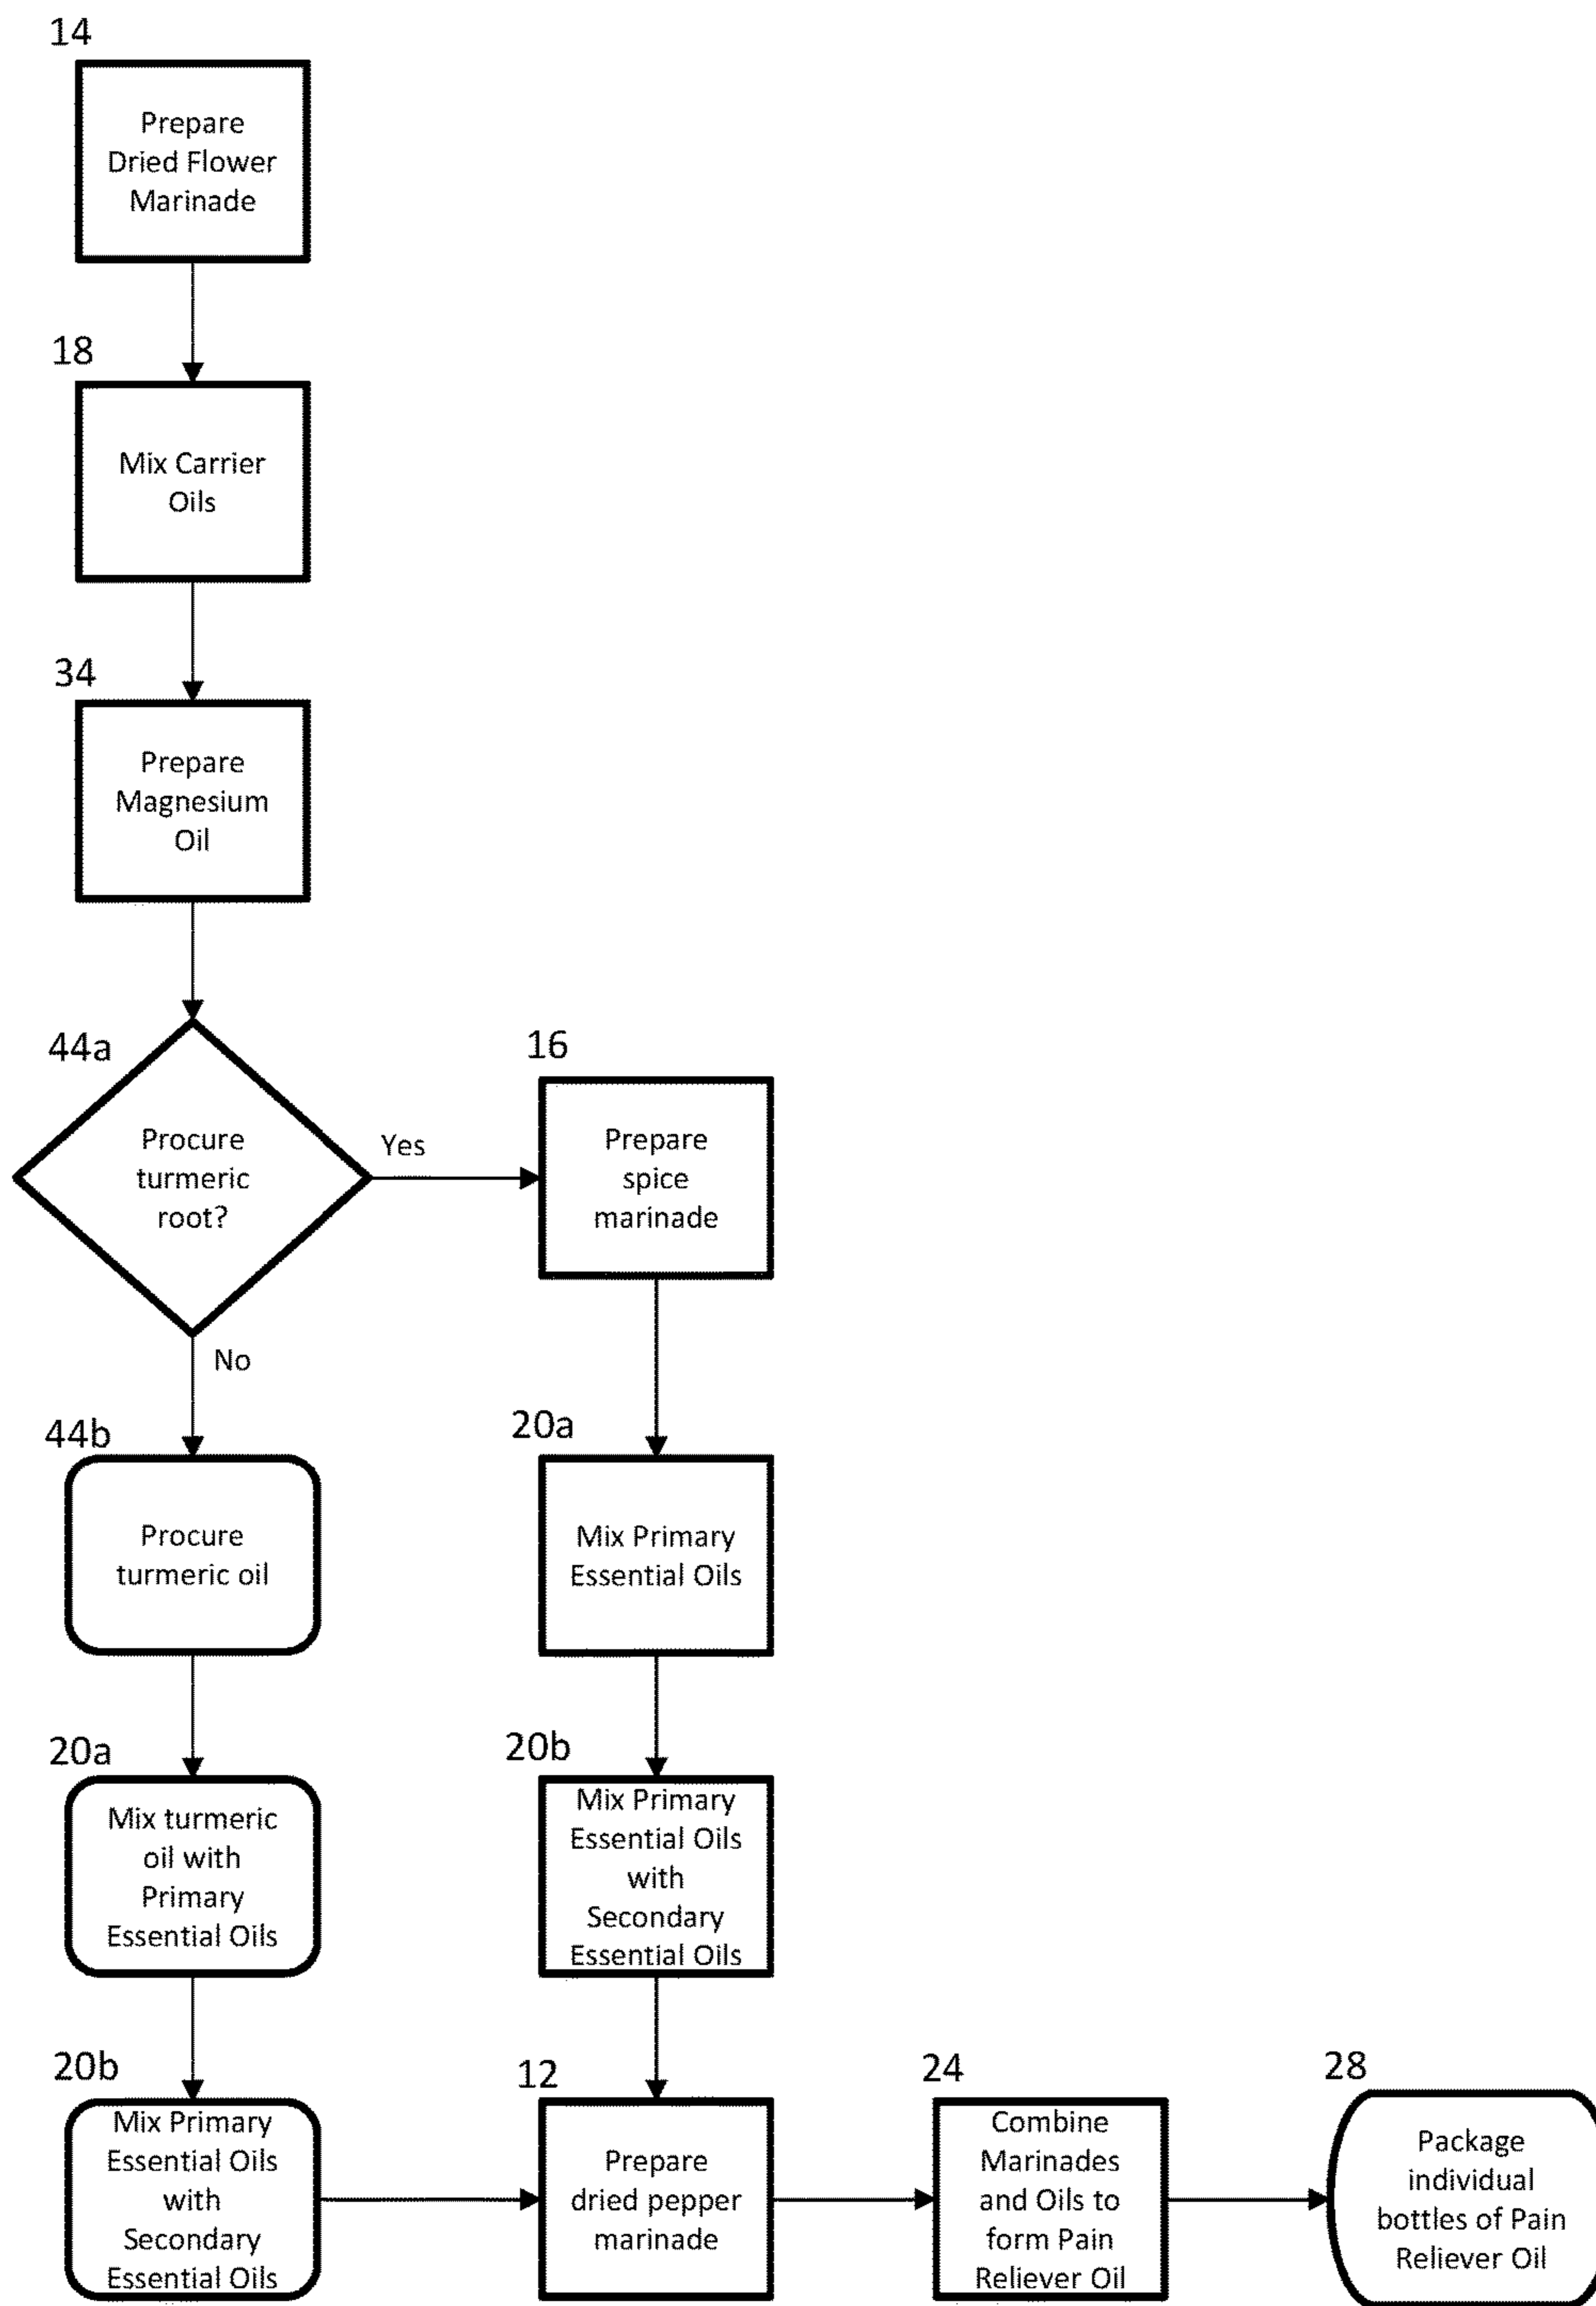 14
Prepare
Dried Flower
Marinade
18
Mix Carrier
Oils
34
Prepare
Magnesium
Oil
44a
Procure
turmeric
root?
Yes
16
Prepare
spice
marinade
No
44b
Procure
turmeric oil
20a
Mix Primary
Essential Oils
20a
Mix turmeric
oil with
Primary
Essential Oils
20b
Mix Primary
Essential Oils
with
Secondary
Essential Oils
20b
Mix Primary
Essential Oils
with
Secondary
Essential Oils
12
Prepare
dried pepper
marinade
24
Combine
Marinades
and Oils to
form Pain
Reliever Oil
28
Package
individual
bottles of Pain
Reliever Oil